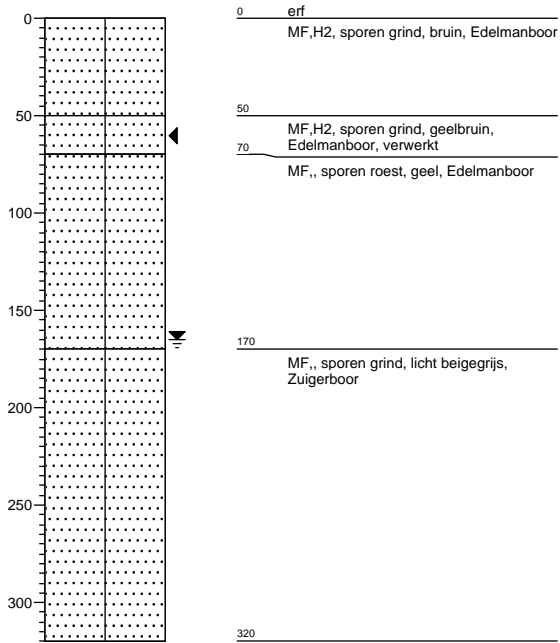 0
50
100
150
200
250
300
0 erf
MF,H2, sporen grind, bruin, Edelmanboor
50
MF,H2, sporen grind, geelbruin,
Edelmanboor, verwerkt
70
MF,, sporen roest, geel, Edelmanboor
170
MF,, sporen grind, licht beigegrijs,
Zuigerboor
320